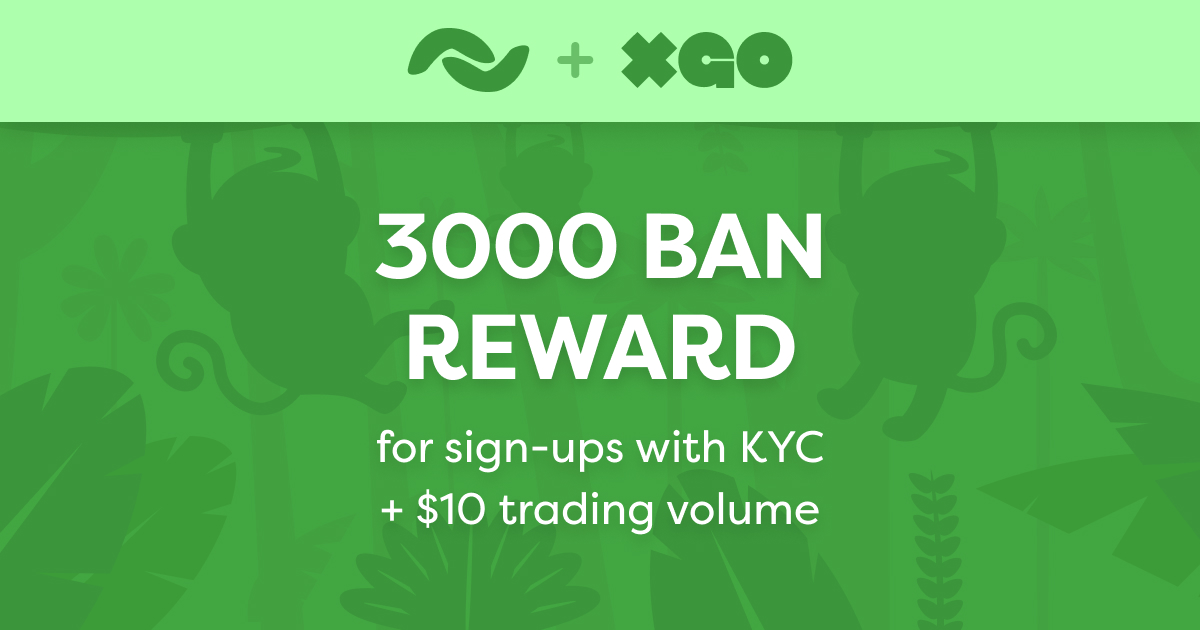 + XGO
3000 BAN
REWARD
for sign-ups with KYC
+ $10 trading volume